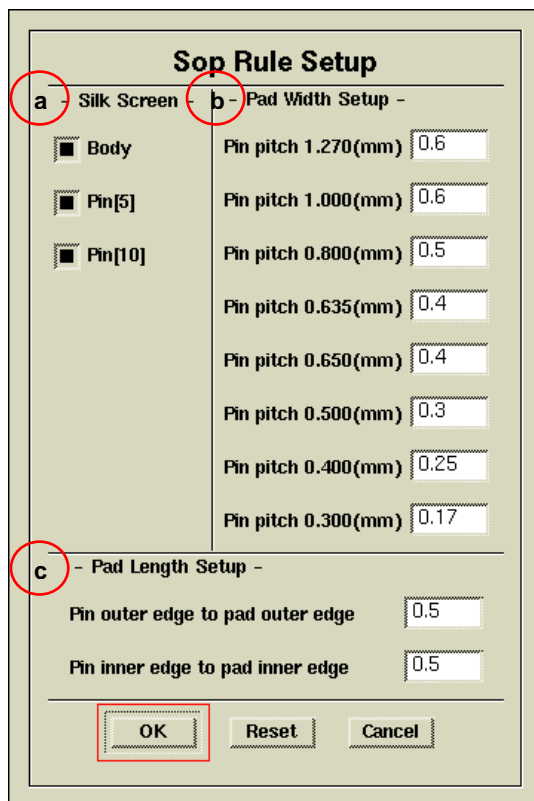 Sop Rule Setup
a - Silk Screen - b - Pad Width Setup -
Body Pin pitch 1.270(mm) 0.6
Pin[5] Pin pitch 1.000(mm) 0.6
Pin[10] Pin pitch 0.800(mm) 0.5
Pin pitch 0.635(mm) 0.4
Pin pitch 0.650(mm) 0.4
Pin pitch 0.500(mm) 0.3
Pin pitch 0.400(mm) 0.25
Pin pitch 0.300(mm) 0.17
c - Pad Length Setup -
Pin outer edge to pad outer edge 0.5
Pin inner edge to pad inner edge 0.5
OK Reset Cancel